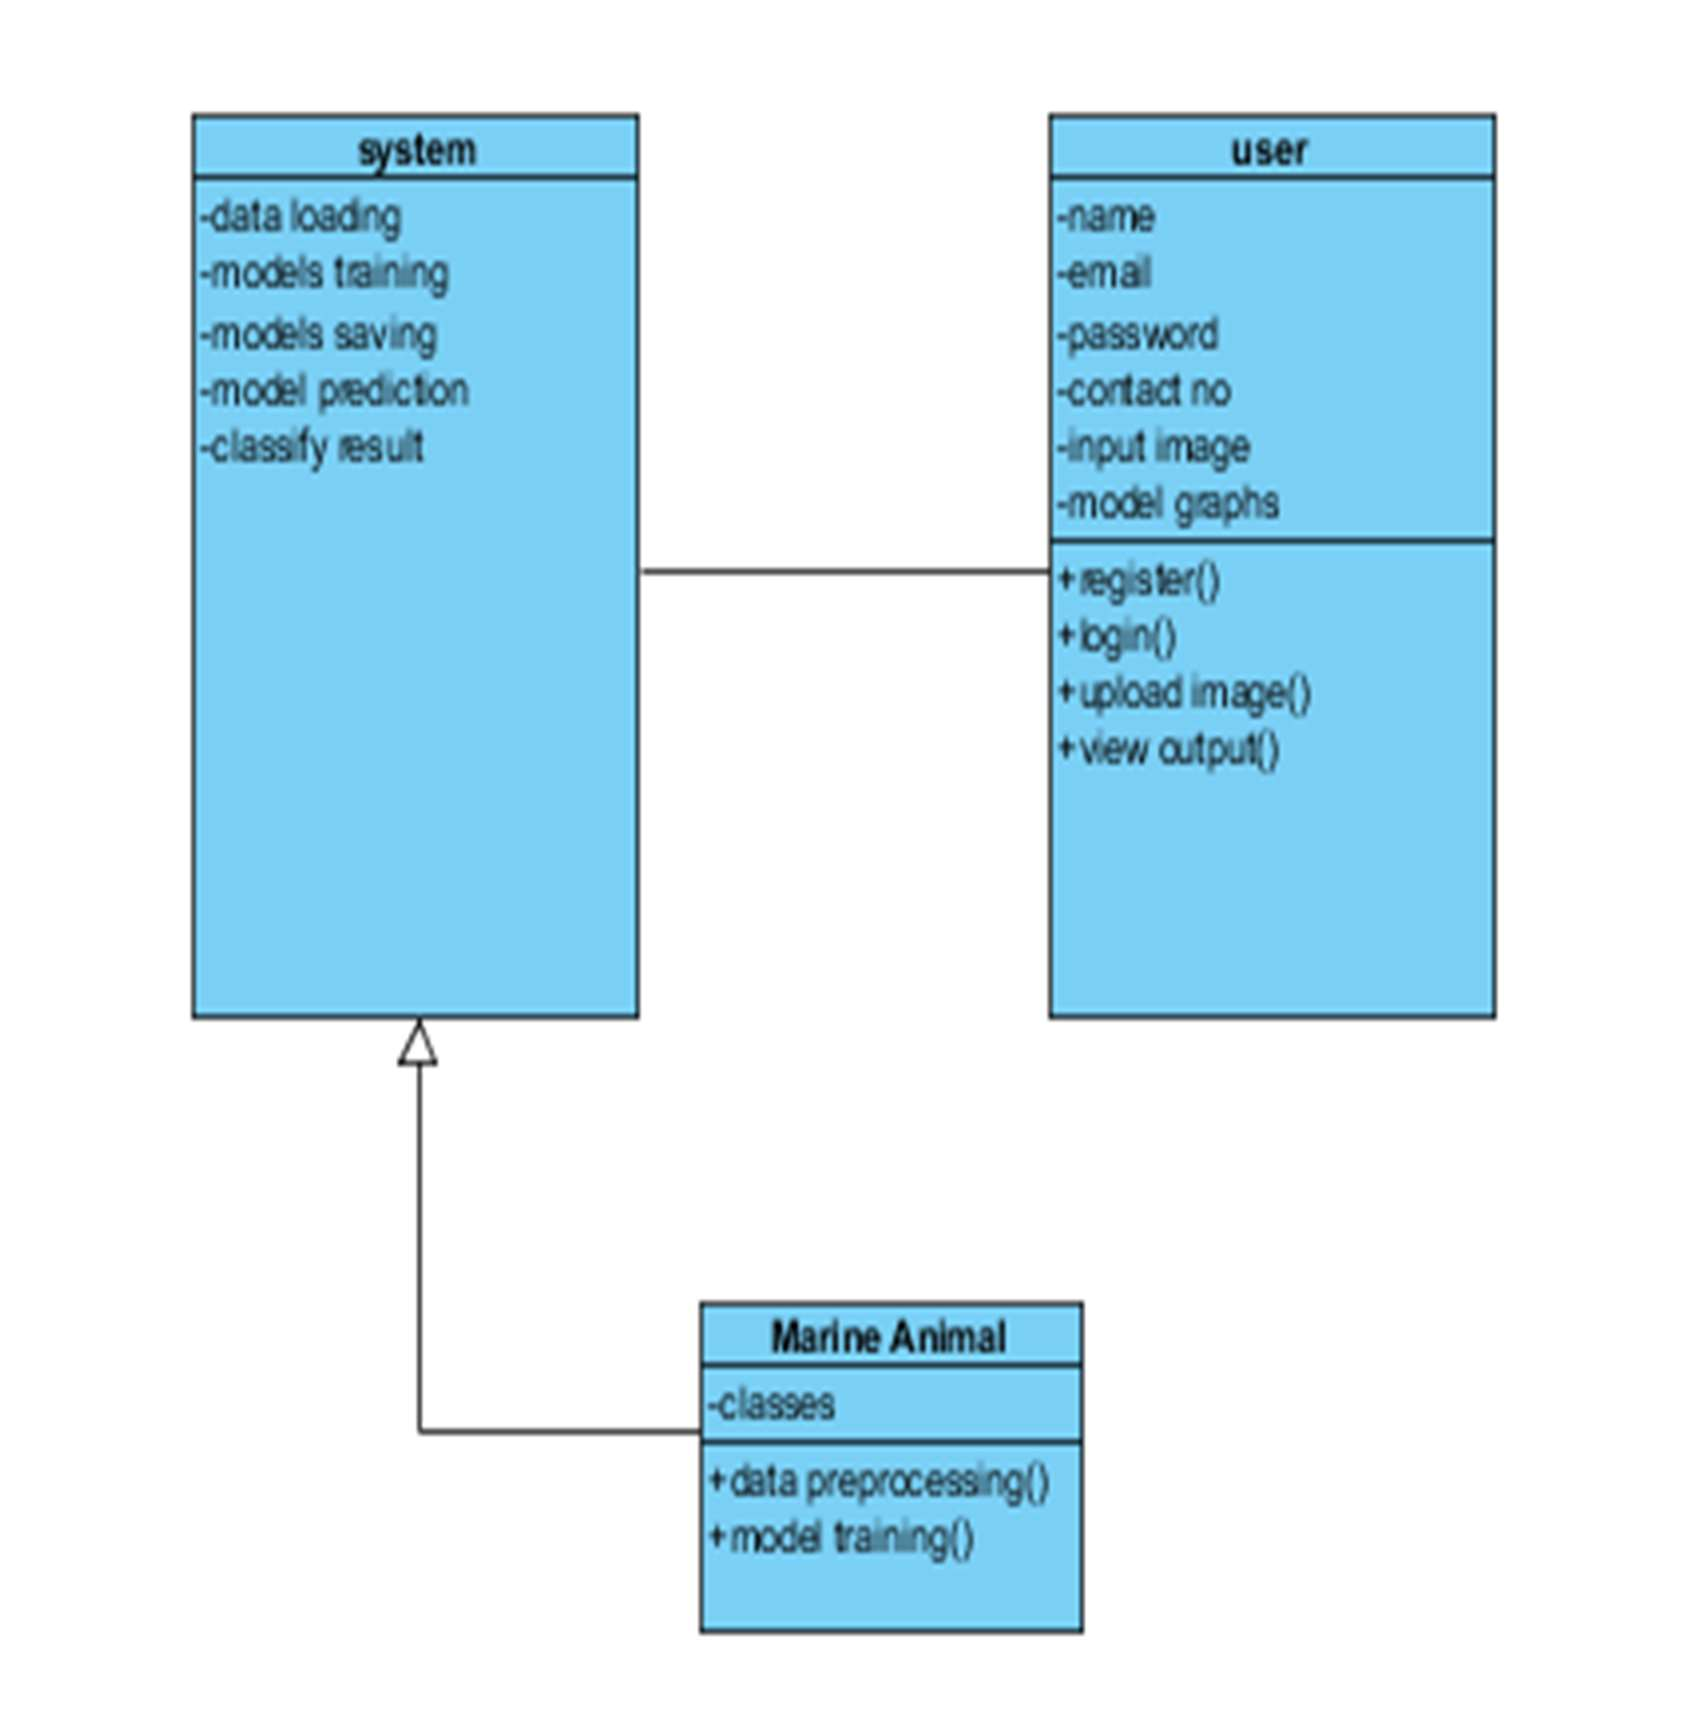 system
-data loading
-models training
-models saving
-model prediction
-classify result
user
-name
-email
-password
-contact no
-input image
-model graphs
+register()
+login()
+upload image()
+view output()
Marine Animal
-classes
+data preprocessing()
+model training()